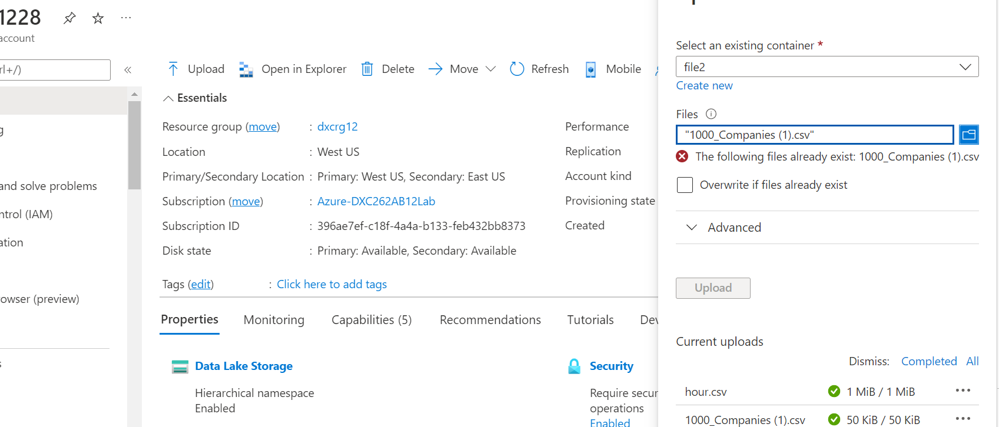 1228
account
rl+/)
«
Upload
Open in Explorer
Delete
Move
Refresh
Mobile
Essentials
Resource group (move) : dxcrg12
Location : West US
Primary/Secondary Location : Primary: West US, Secondary: East US
Subscription (move) : Azure-DXC262AB12Lab
Subscription ID : 396ae7ef-c18f-4a4a-b133-feb432bb8373
Disk state : Primary: Available, Secondary: Available
Tags (edit) : Click here to add tags
Performance
Replication
Account kind
Provisioning state
Created
g
and solve problems
ntrol (IAM)
ation
rowser (preview)
s
Properties
Monitoring
Capabilities (5)
Recommendations
Tutorials
Dev
Data Lake Storage
Hierarchical namespace
Enabled
Security
Require secur
operations
Enabled
Select an existing container *
file2
Create new
Files
"1000_Companies (1).csv"
The following files already exist: 1000_Companies (1).csv
Overwrite if files already exist
Advanced
Upload
Current uploads
Dismiss: Completed All
hour.csv 1 MiB / 1 MiB
1000_Companies (1).csv 50 KiB / 50 KiB